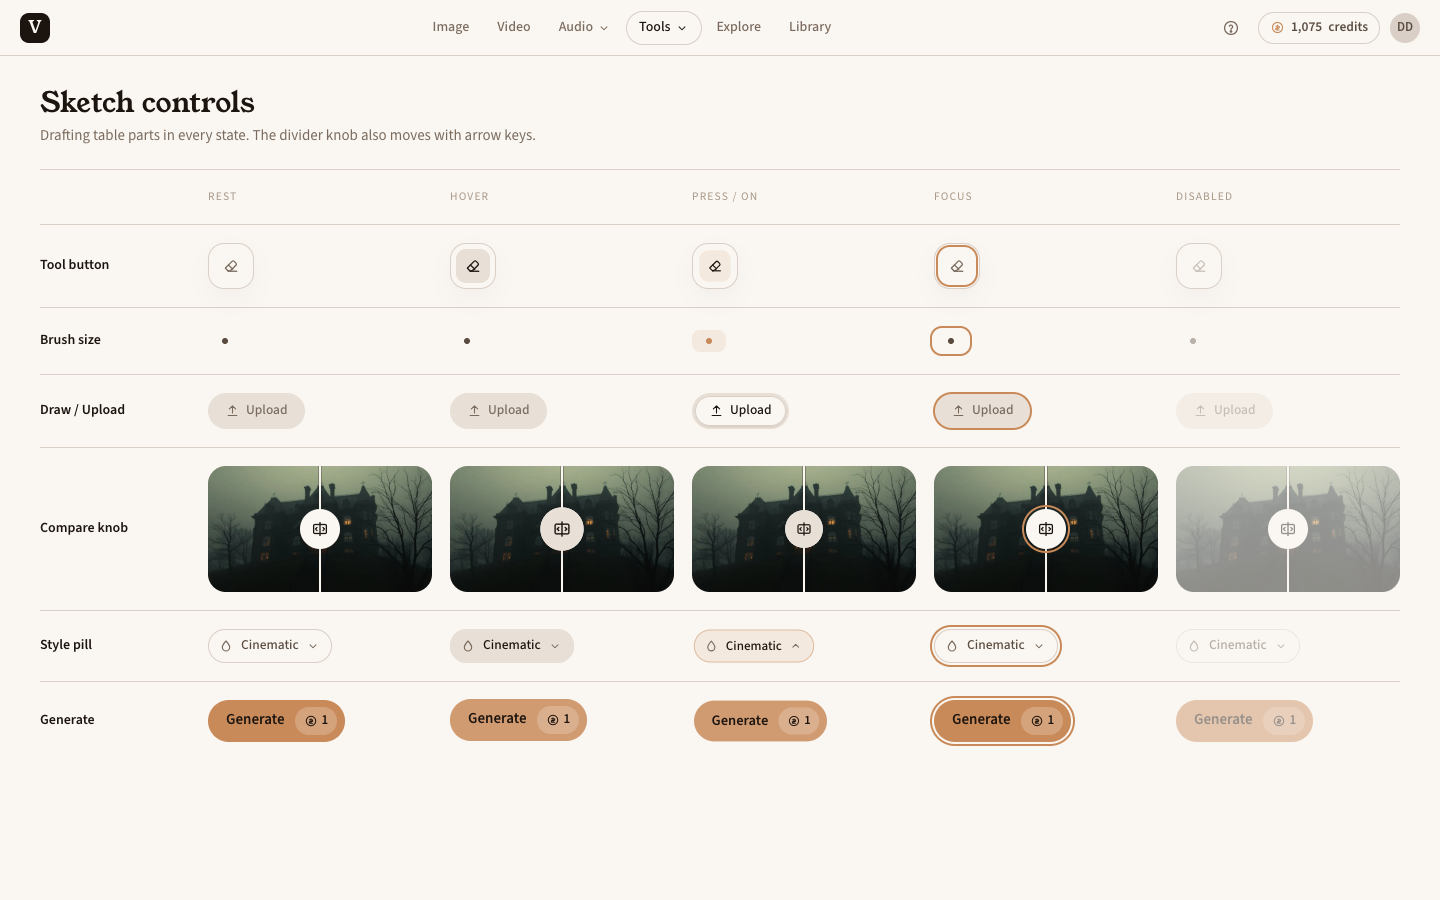 V Image Video Audio Tools Explore Library 1,075 credits DD
Sketch controls
Drafting table parts in every state. The divider knob also moves with arrow keys.
REST HOVER PRESS / ON FOCUS DISABLED
Tool button
Brush size
Draw / Upload Upload Upload Upload Upload Upload
Compare knob
Style pill Cinematic Cinematic Cinematic Cinematic Cinematic
Generate Generate 1 Generate 1 Generate 1 Generate 1 Generate 1